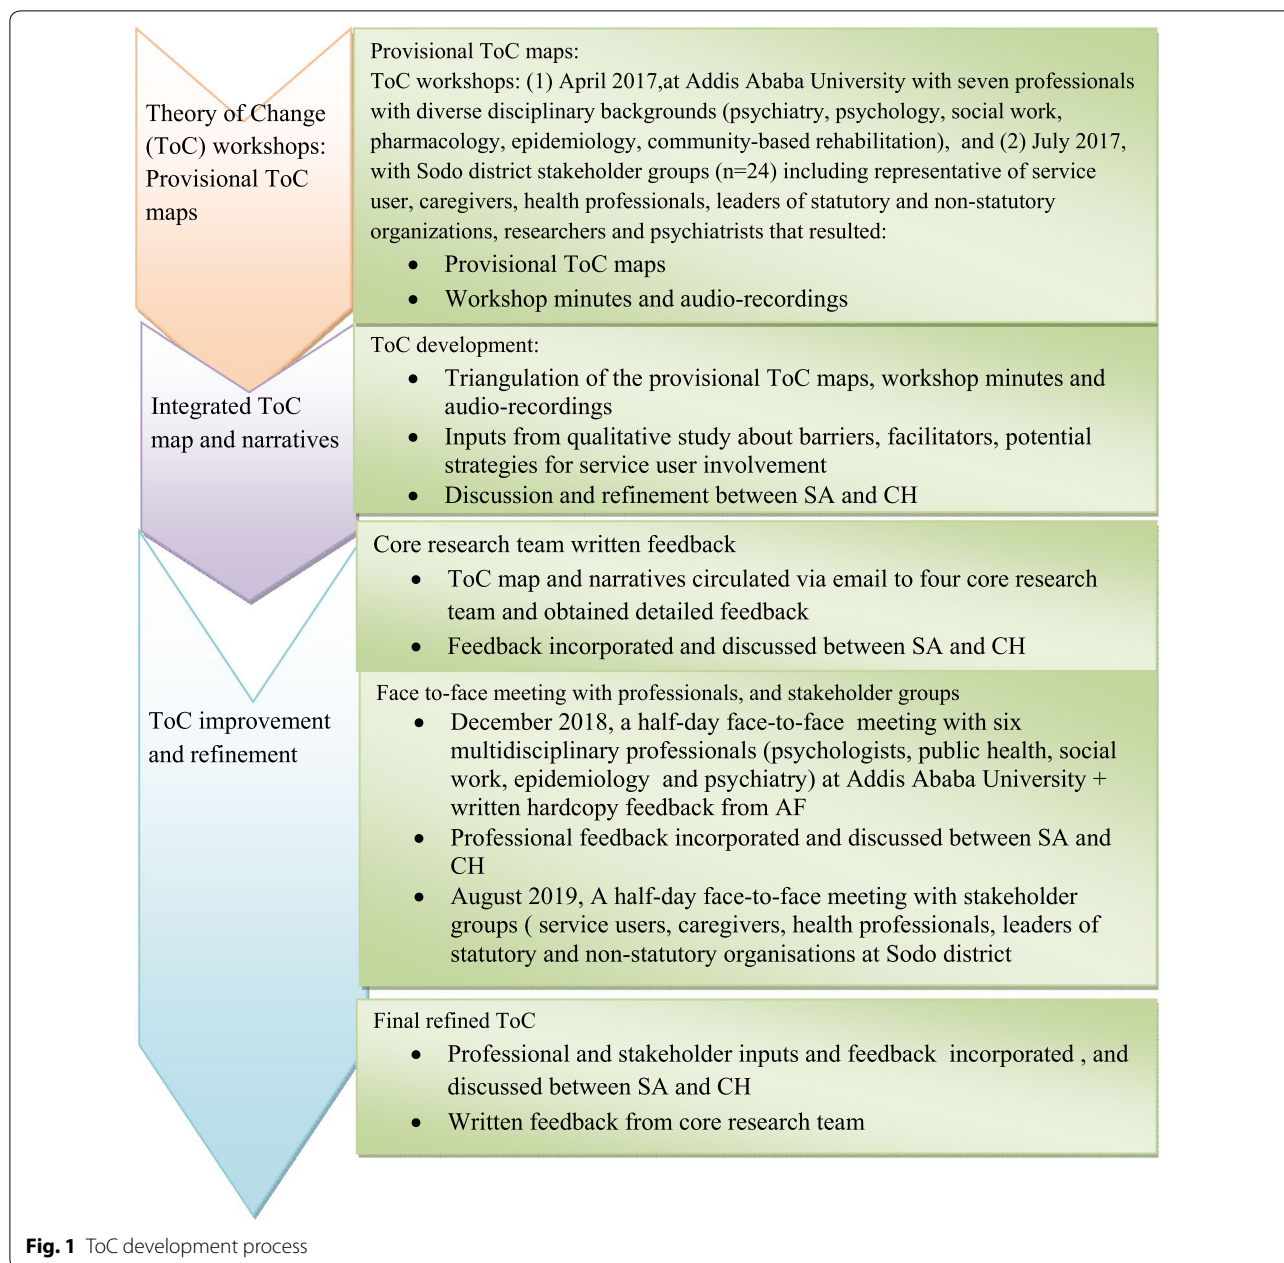 Theory of Change
(ToC) workshops:
Provisional ToC
maps
Provisional ToC maps:
ToC workshops: (1) April 2017,at Addis Ababa University with seven professionals
with diverse disciplinary backgrounds (psychiatry, psychology, social work,
pharmacology, epidemiology, community-based rehabilitation),  and (2) July 2017,
with Sodo district stakeholder groups (n=24) including representative of service
user, caregivers, health professionals, leaders of statutory and non-statutory
organizations, researchers and psychiatrists that resulted:
• Provisional ToC maps
• Workshop minutes and audio-recordings
Integrated ToC
map and narratives
ToC development:
• Triangulation of the provisional ToC maps, workshop minutes and
audio-recordings
• Inputs from qualitative study about barriers, facilitators, potential
strategies for service user involvement
• Discussion and refinement between SA and CH
ToC improvement
and refinement
Core research team written feedback
• ToC map and narratives circulated via email to four core research
team and obtained detailed feedback
• Feedback incorporated and discussed between SA and CH
Face to-face meeting with professionals, and stakeholder groups
• December 2018, a half-day face-to-face  meeting with six
multidisciplinary professionals (psychologists, public health, social
work, epidemiology  and psychiatry) at Addis Ababa University +
written hardcopy feedback from AF
• Professional feedback incorporated and discussed between SA and
CH
• August 2019, A half-day face-to-face meeting with stakeholder
groups ( service users, caregivers, health professionals, leaders of
statutory and non-statutory organisations at Sodo district
Final refined ToC
• Professional and stakeholder inputs and feedback  incorporated , and
discussed between SA and CH
• Written feedback from core research team
Fig. 1 ToC development process